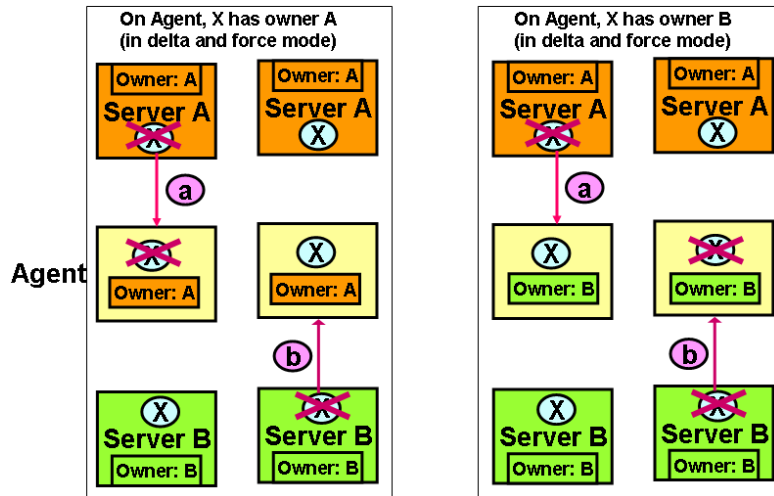 On Agent, X has owner A
(in delta and force mode)
Owner: A
Server A
X
Owner: A
Server A
X
a
Agent
X
Owner: A
X
Owner: A
b
X
Server B
Owner: B
X
Server B
Owner: B
On Agent, X has owner B
(in delta and force mode)
Owner: A
Server A
X
Owner: A
Server A
X
a
X
Owner: B
X
Owner: B
b
X
Server B
Owner: B
X
Server B
Owner: B